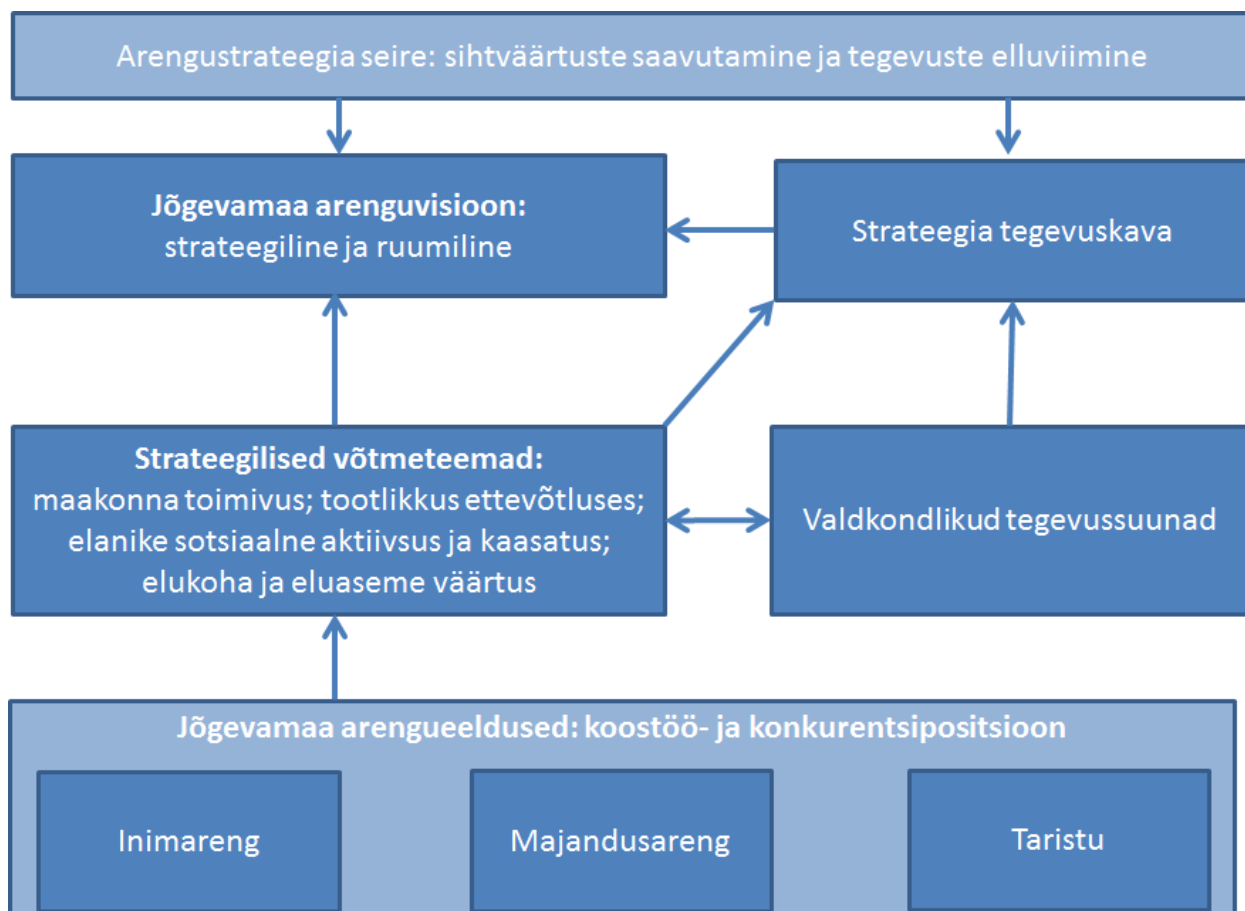 Arengustrateegia seire: sihtväärtuste saavutamine ja tegevuste elluviimine
Jõgevamaa arenguvisioon:
strateegiline ja ruumiline
Strateegia tegevuskava
Strateegilised võtmeteemad:
maakonna toimivus; tootlikkus ettevõtluses;
elanike sotsiaalne aktiivsus ja kaasatus;
elukoha ja eluaseme väärtus
Valdkondlikud tegevussuunad
Jõgevamaa arengueeldused: koostöö- ja konkurentsipositsioon
Inimareng
Majandusareng
Taristu